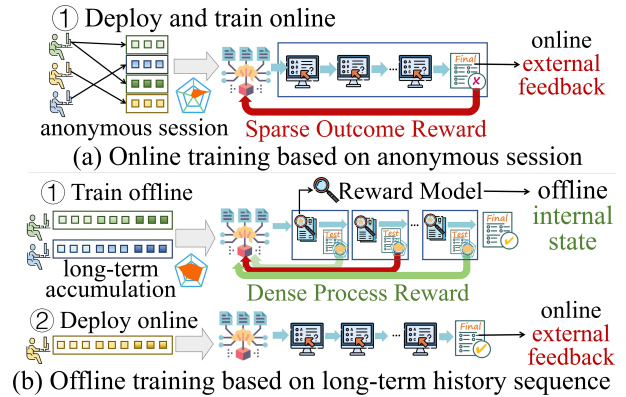 ① Deploy and train online
Final
online
external
feedback
anonymous session
Sparse Outcome Reward
(a) Online training based on anonymous session
① Train offline
Reward Model
offline
internal
state
Test
Test
Test
Final
long-term
accumulation
Dense Process Reward
② Deploy online
Final
online
external
feedback
(b) Offline training based on long-term history sequence